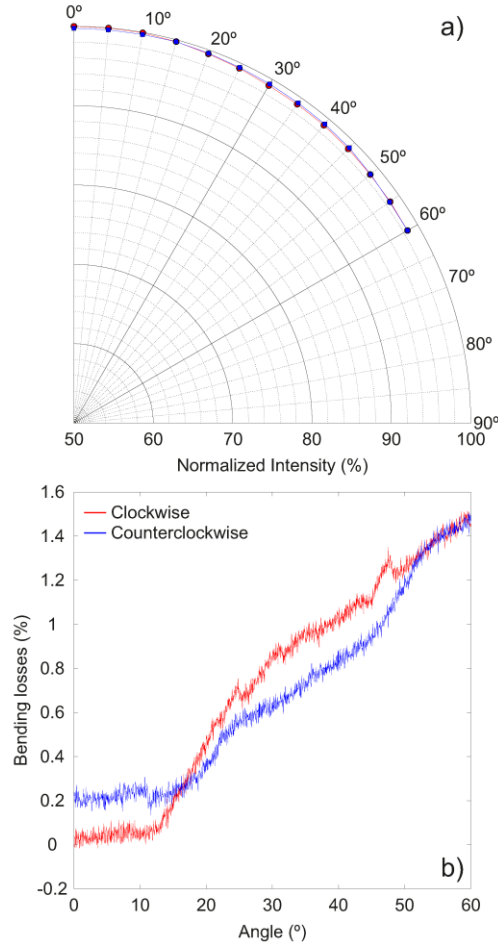 0º
10º
20º
30º
40º
50º
60º
70º
80º
90º
a)
50 60 70 80 90 100
Normalized Intensity (%)
1.6
1.4
1.2
1
0.8
0.6
0.4
0.2
0
-0.2
Bending losses (%)
Clockwise
Counterclockwise
b)
0 10 20 30 40 50 60
Angle (º)